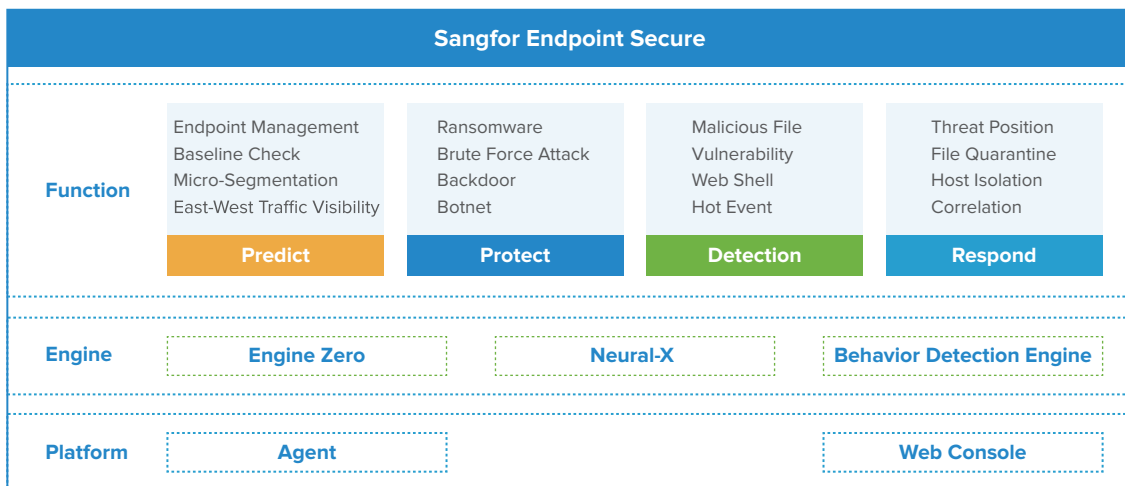 Sangfor Endpoint Secure
Function
Endpoint Management
Baseline Check
Micro-Segmentation
East-West Traffic Visibility
Predict
Ransomware
Brute Force Attack
Backdoor
Botnet
Protect
Malicious File
Vulnerability
Web Shell
Hot Event
Detection
Threat Position
File Quarantine
Host Isolation
Correlation
Respond
Engine
Engine Zero
Neural-X
Behavior Detection Engine
Platform
Agent
Web Console